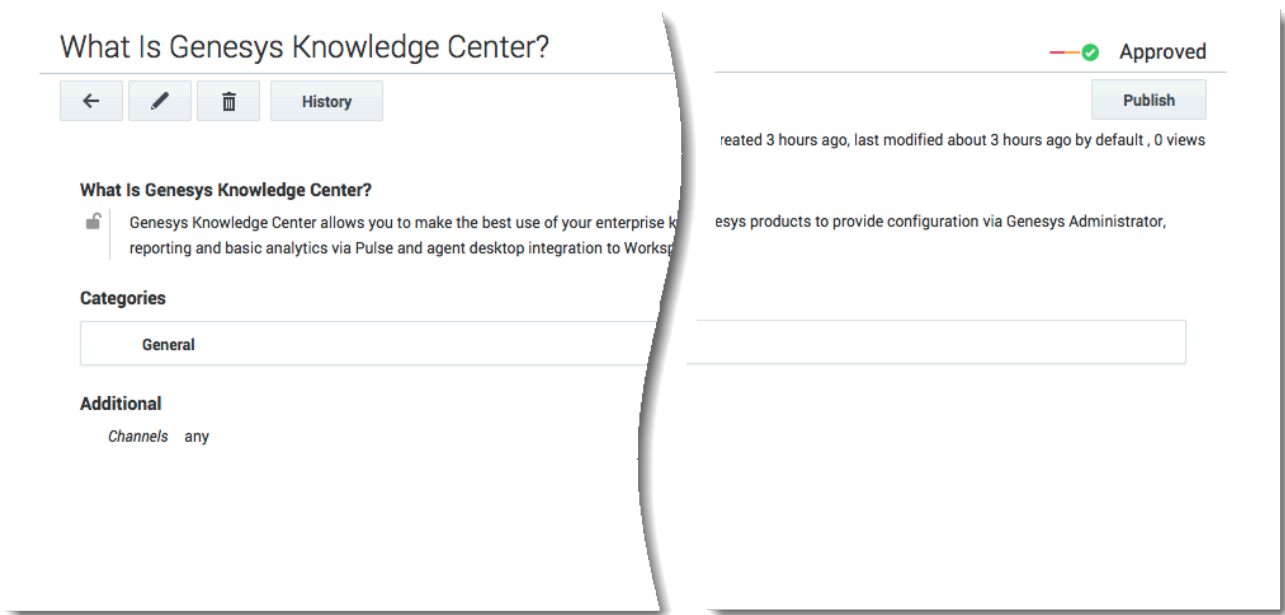 What Is Genesys Knowledge Center?
Approved
History
Publish
reated 3 hours ago, last modified about 3 hours ago by default , 0 views
What Is Genesys Knowledge Center?
Genesys Knowledge Center allows you to make the best use of your enterprise k esys products to provide configuration via Genesys Administrator,
reporting and basic analytics via Pulse and agent desktop integration to Worksp
Categories
General
Additional
Channels any